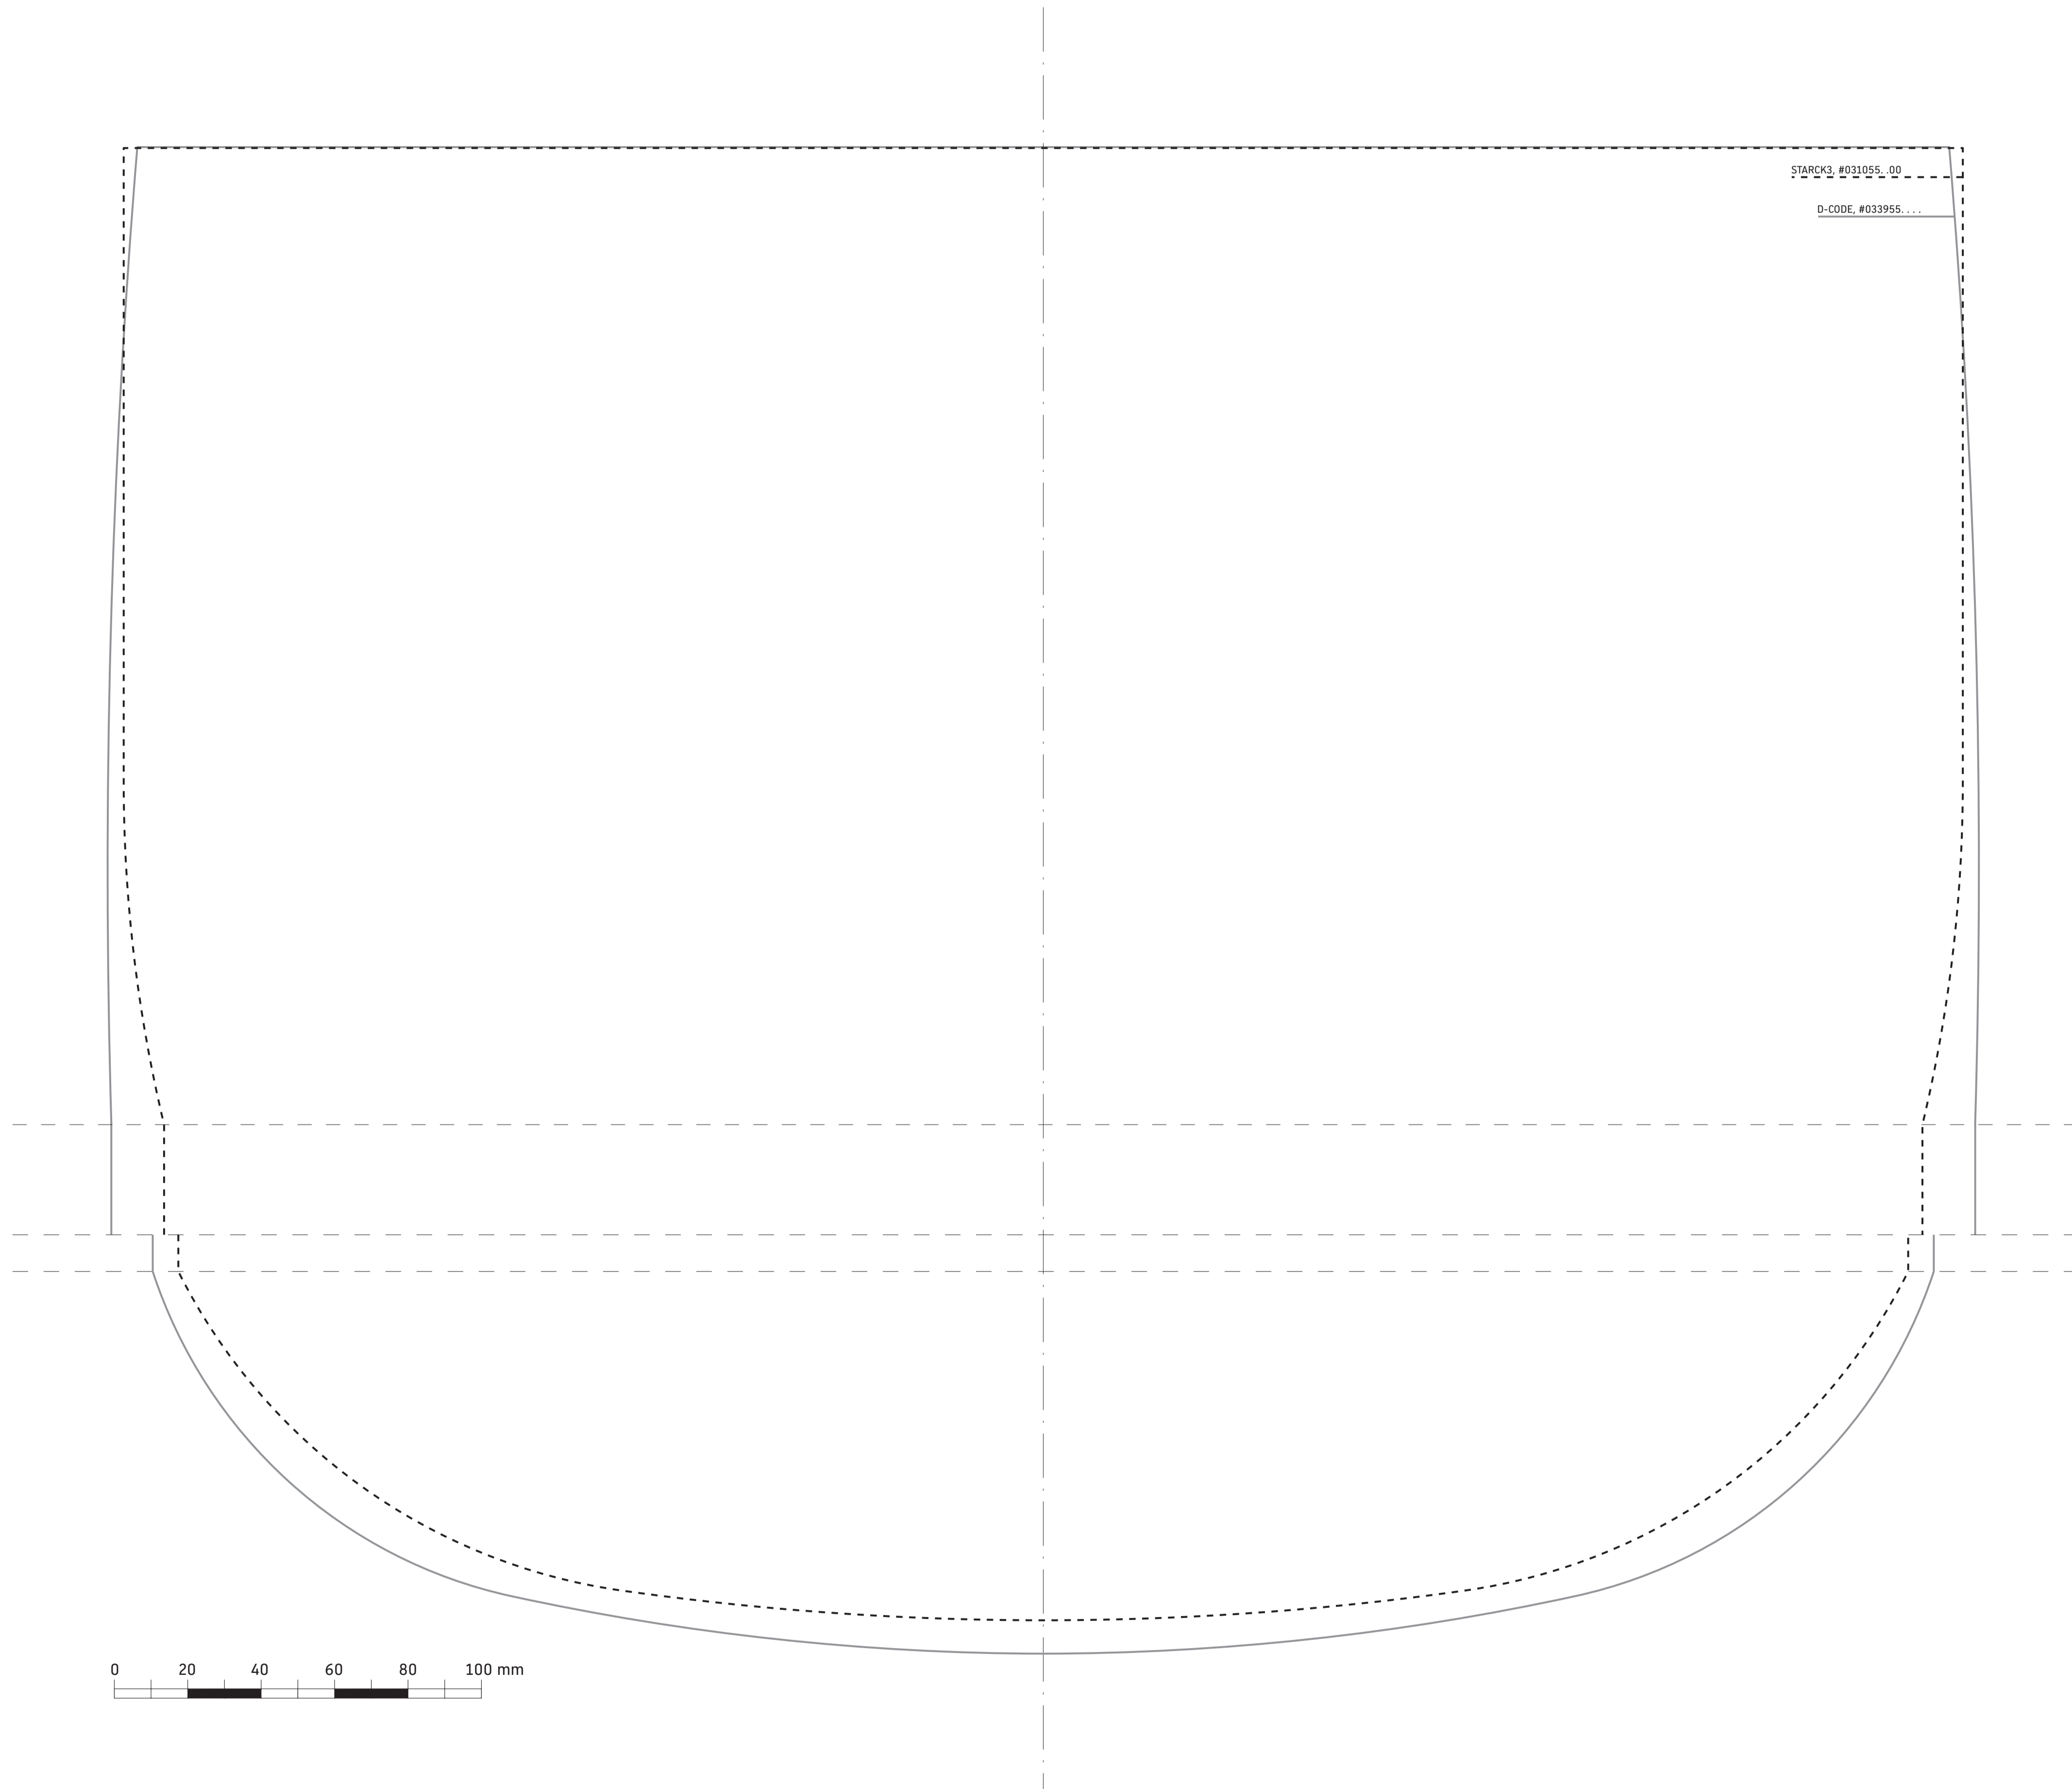 STARCK3, #031055. .00
D-CODE, #033955. . . .
0 20 40 60 80 100 mm